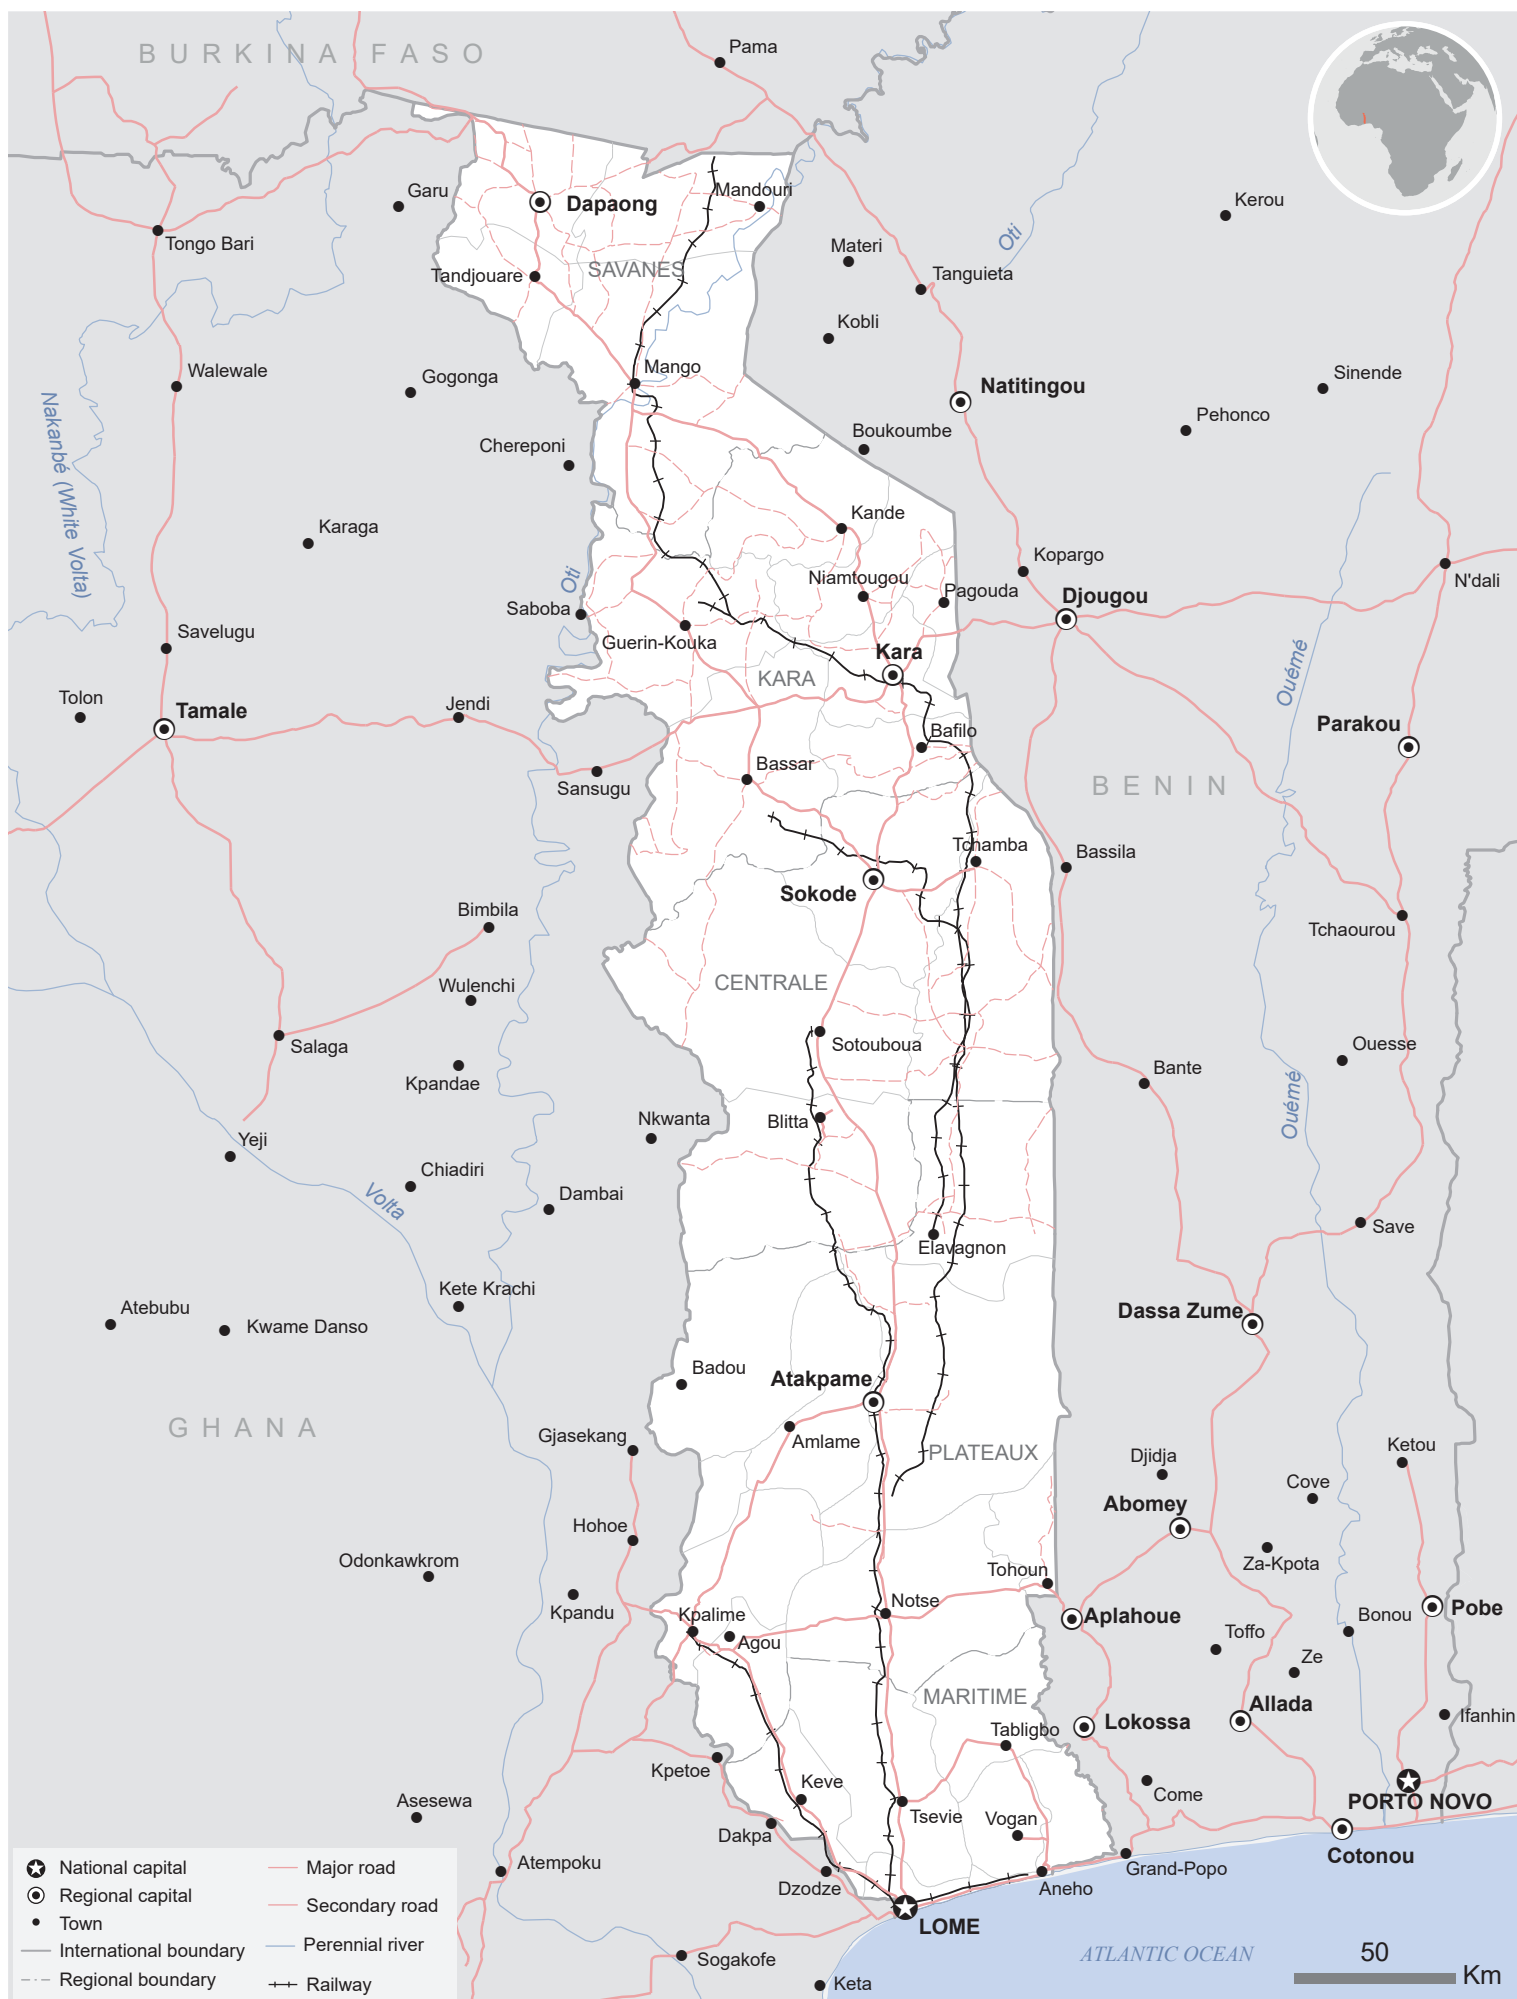 BURKINA FASO
Pama
Garu
Dapaong
Mandouri
Kerou
Tongo Bari
Materi
Oti
Tandjouare
SAVANES
Tanguieta
Kobli
Walewale
Gogonga
Mango
Natitingou
Sinende
Nakanbé (White Volta)
Pehonco
Chereponi
Boukoumbe
Karaga
Kande
Kopargo
N'dali
Oti
Niamtougou
Pagouda
Djougou
Saboba
Savelugu
Guerin-Kouka
Kara
KARA
Ouémé
Tolon
Tamale
Jendi
Bafilo
Parakou
Sansugu
Bassar
BENIN
Tchamba
Bassila
Sokode
Bimbila
Tchaourou
Wulenchi
CENTRALE
Salaga
Sotouboua
Ouesse
Kpandae
Bante
Nkwanta
Blitta
Ouémé
Yeji
Chiadiri
Volta
Dambai
Save
Elavagnon
Kete Krachi
Atebubu
Kwame Danso
Dassa Zume
Badou
Atakpame
GHANA
Gjasekang
Amlame
PLATEAUX
Djidja
Ketou
Cove
Abomey
Hohoe
Odonkawkrom
Za-Kpota
Tohoun
Kpandu
Kpalime
Notse
Aplahoue
Bonou
Pobe
Agou
Toffo
Ze
MARITIME
Allada
Lokossa
Ifanhin
Tabligbo
Kpetoe
Keve
Come
PORTO NOVO
Asesewa
Tsevie
Vogan
Dakpa
Cotonou
Atempoku
Dzodze
Aneho
Grand-Popo
LOME
Sogakofe
ATLANTIC OCEAN
Keta
National capital
Regional capital
Town
International boundary
Regional boundary
Major road
Secondary road
Perennial river
Railway
50
Km